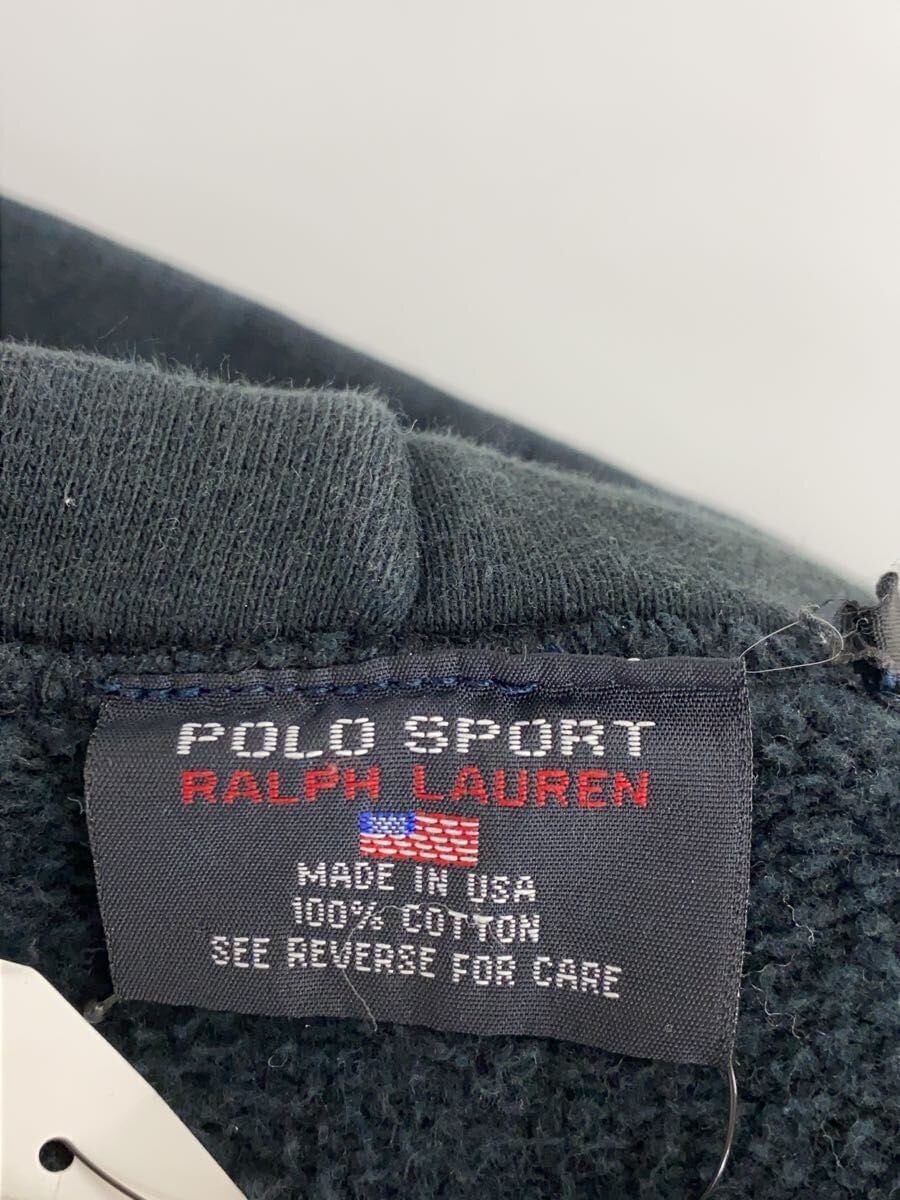 POLO SPORT
RALPH LAUREN
MADE IN USA
100% COTTON
SEE REVERSE FOR CARE